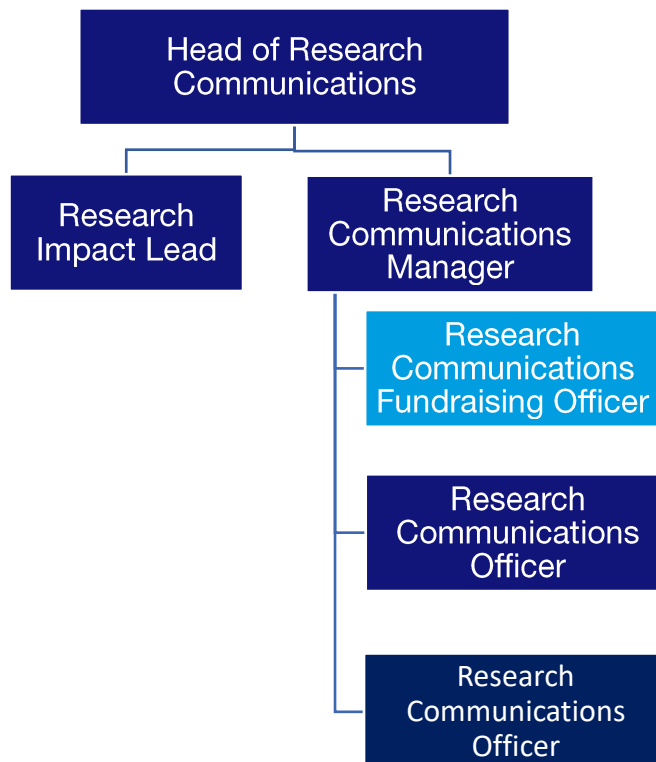 Head of Research
Communications
Research
Impact Lead
Research
Communications
Manager
Research
Communications
Fundraising Officer
Research
Communications
Officer
Research
Communications
Officer